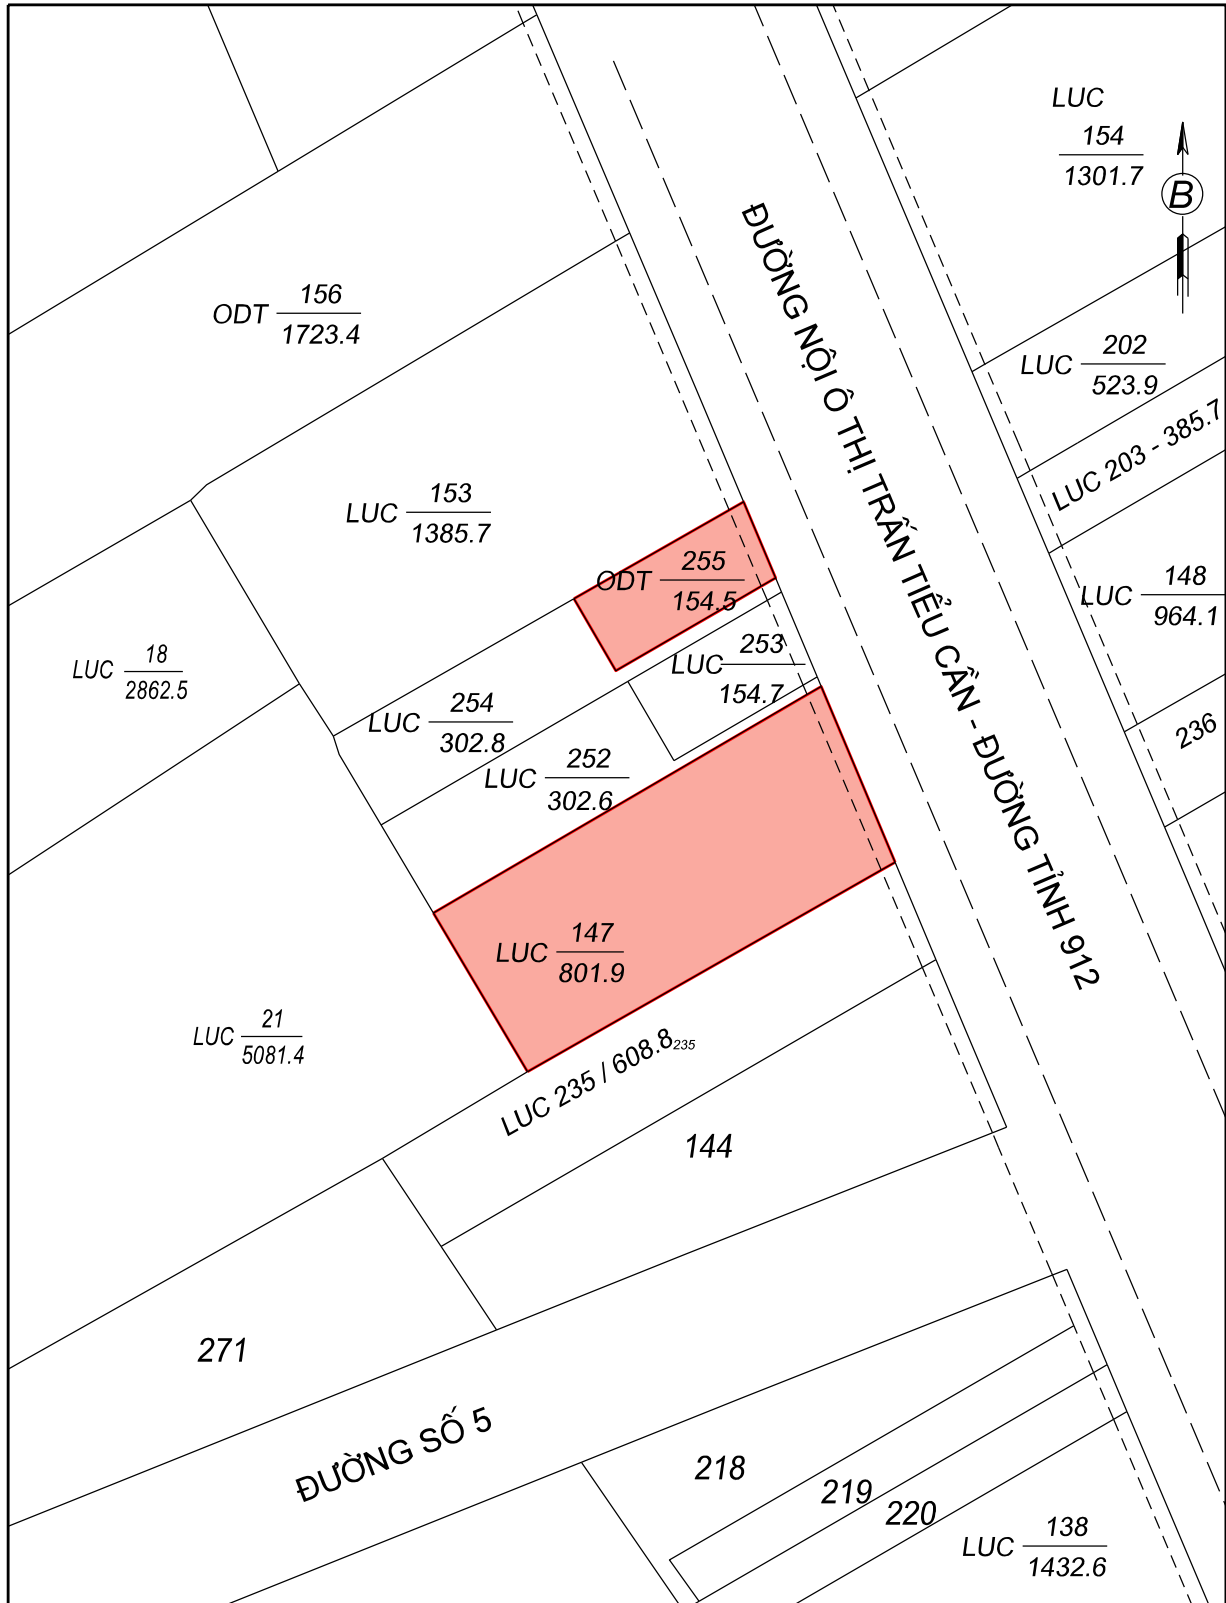 LUC
154
1301.7
B
ODT 156
1723.4
LUC 202
523.9
LUC 203 - 385.7
ĐƯỜNG NỘI Ô THỊ TRẤN TIỂU CẦN - ĐƯỜNG TỈNH 912
LUC 153
1385.7
ODT 255
154.5
LUC 148
964.1
LUC 18
2862.5
LUC 253
154.7
LUC 254
302.8
236
LUC 252
302.6
LUC 147
801.9
LUC 21
5081.4
LUC 235 / 608.8 235
144
271
ĐƯỜNG SỐ 5
218
219
220
LUC 138
1432.6